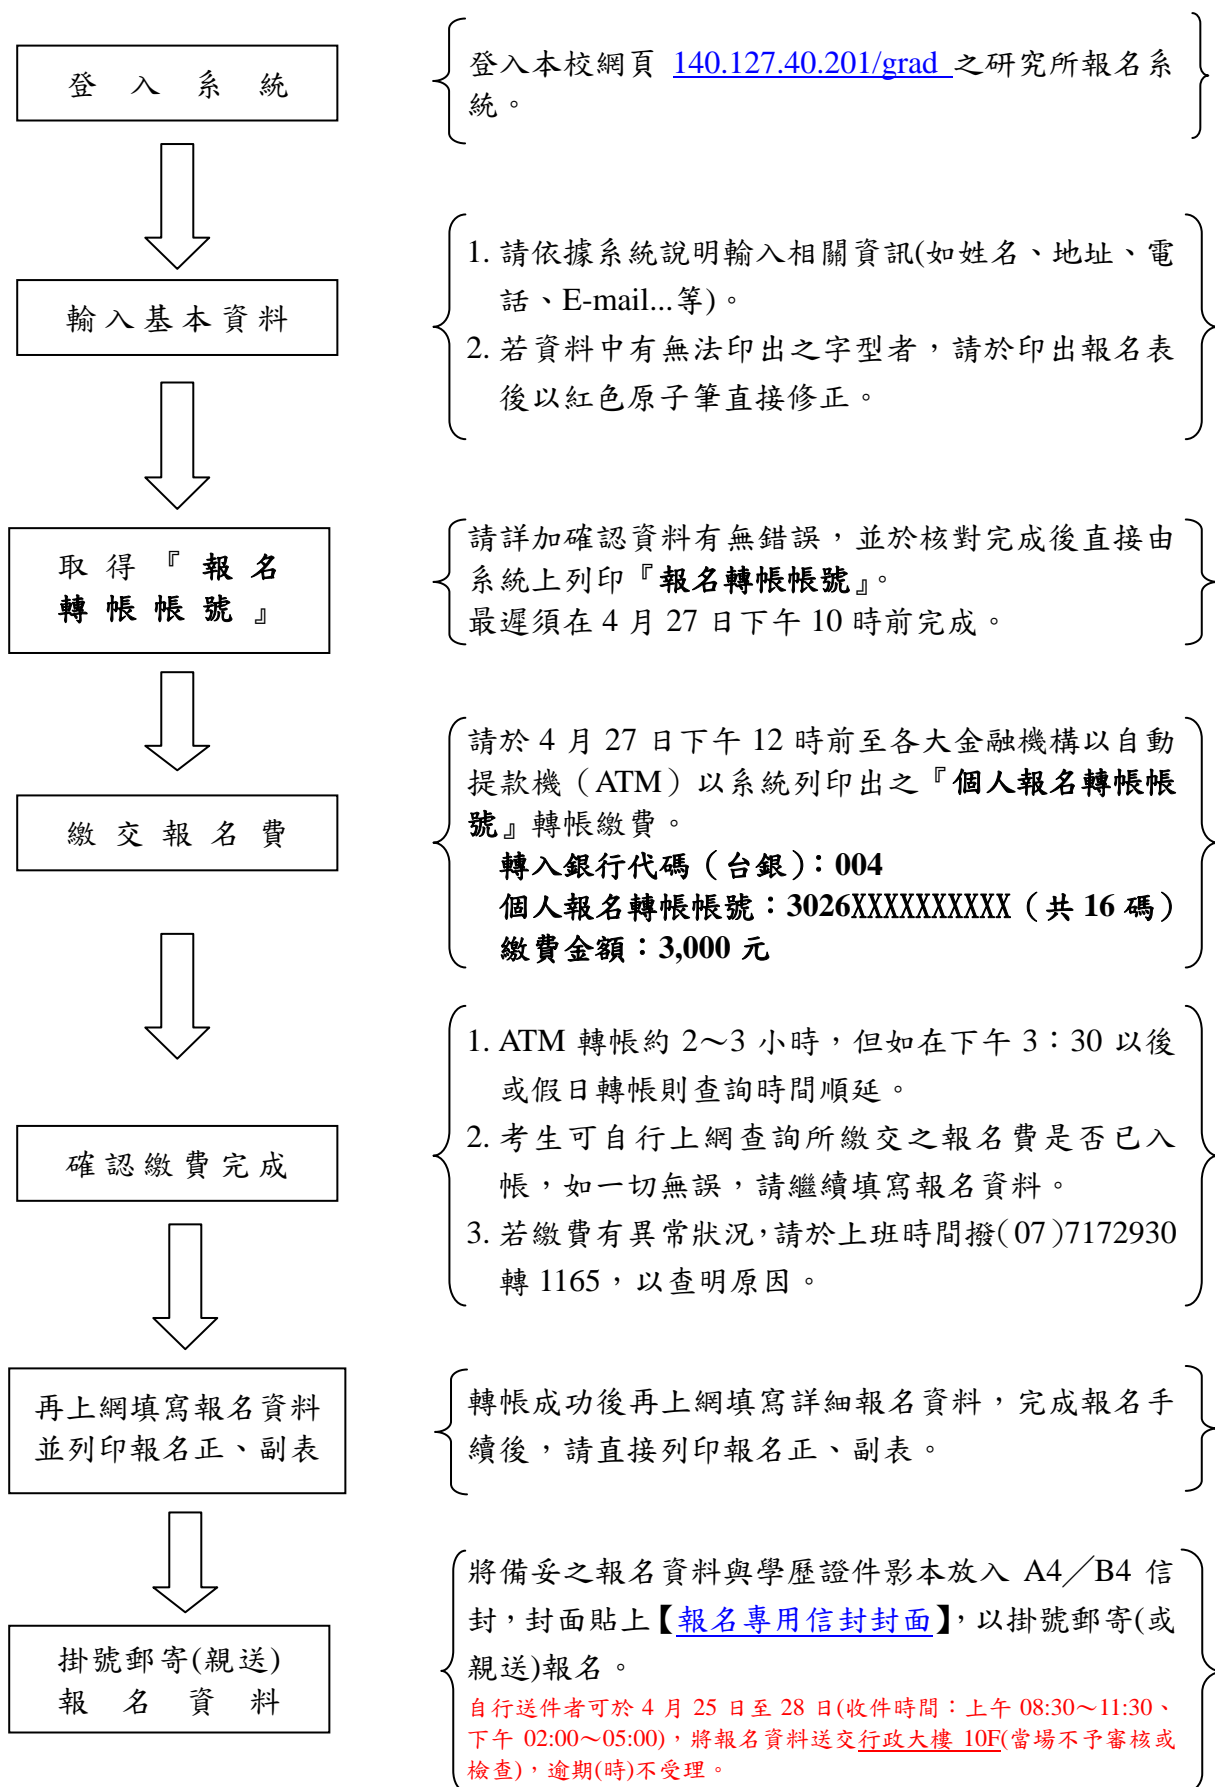 登入系統
登入本校網頁 140.127.40.201/grad 之研究所報名系
統。
輸入基本資料
1. 請依據系統說明輸入相關資訊(如姓名、地址、電
話、E-mail...等)。
2. 若資料中有無法印出之字型者，請於印出報名表
後以紅色原子筆直接修正。
取得『報名
轉帳帳號』
請詳加確認資料有無錯誤，並於核對完成後直接由
系統上列印『報名轉帳帳號』。
最遲須在 4 月 27 日下午 10 時前完成。
繳交報名費
請於 4 月 27 日下午 12 時前至各大金融機構以自動
提款機（ATM）以系統列印出之『個人報名轉帳帳
號』轉帳繳費。
轉入銀行代碼（台銀）：004
個人報名轉帳帳號：3026XXXXXXXXXX（共 16 碼）
繳費金額：3,000 元
確認繳費完成
1. ATM 轉帳約 2～3 小時，但如在下午 3：30 以後
或假日轉帳則查詢時間順延。
2. 考生可自行上網查詢所繳交之報名費是否已入
帳，如一切無誤，請繼續填寫報名資料。
3. 若繳費有異常狀況，請於上班時間撥(07)7172930
轉 1165，以查明原因。
再上網填寫報名資料
並列印報名正、副表
轉帳成功後再上網填寫詳細報名資料，完成報名手
續後，請直接列印報名正、副表。
掛號郵寄(親送)
報名資料
將備妥之報名資料與學歷證件影本放入 A4／B4 信
封，封面貼上【報名專用信封封面】，以掛號郵寄(或
親送)報名。
自行送件者可於 4 月 25 日至 28 日(收件時間：上午 08:30～11:30、
下午 02:00～05:00)，將報名資料送交行政大樓 10F(當場不予審核或
檢查)，逾期(時)不受理。